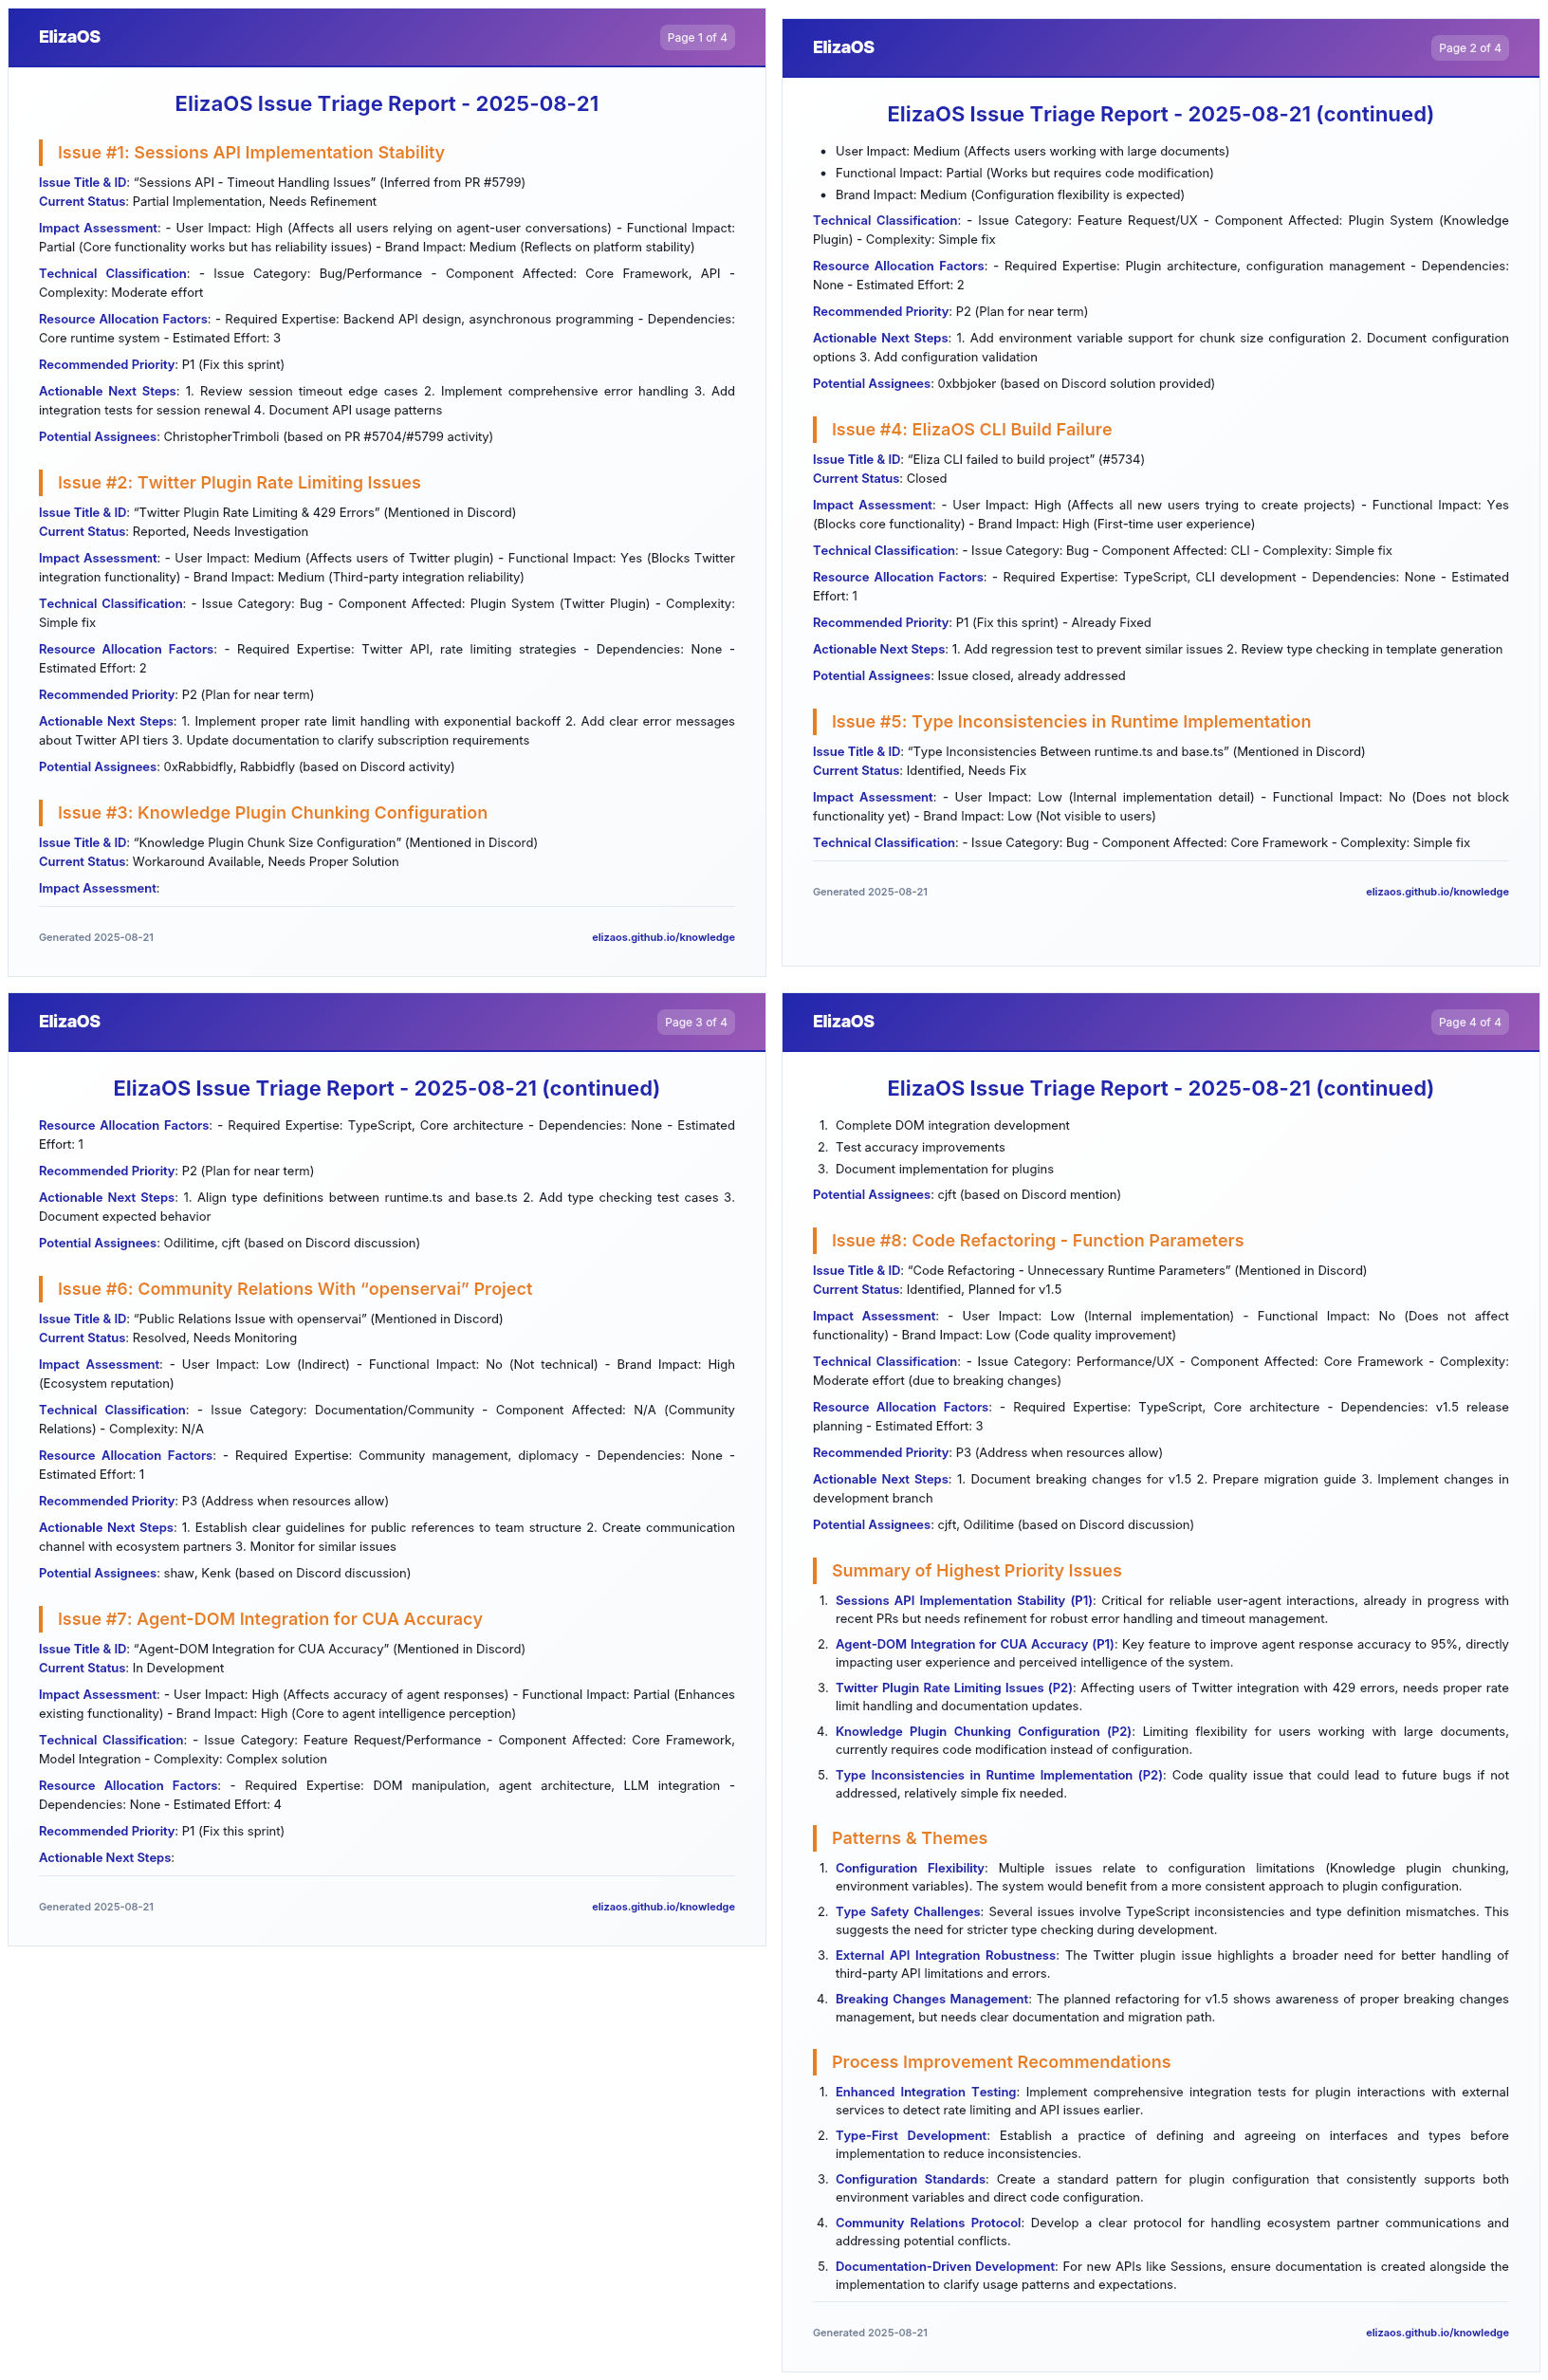 ElizaOS
Page 1 of 4
ElizaOS Issue Triage Report - 2025-08-21
Issue #1: Sessions API Implementation Stability
Issue Title & ID: “Sessions API - Timeout Handling Issues” (Inferred from PR #5799)
Current Status: Partial Implementation, Needs Refinement
Impact Assessment: - User Impact: High (Affects all users relying on agent-user conversations) - Functional Impact:
Partial (Core functionality works but has reliability issues) - Brand Impact: Medium (Reflects on platform stability)
Technical Classification: - Issue Category: Bug/Performance - Component Affected: Core Framework, API -
Complexity: Moderate effort
Resource Allocation Factors: - Required Expertise: Backend API design, asynchronous programming - Dependencies:
Core runtime system - Estimated Effort: 3
Recommended Priority: P1 (Fix this sprint)
Actionable Next Steps: 1. Review session timeout edge cases 2. Implement comprehensive error handling 3. Add
integration tests for session renewal 4. Document API usage patterns
Potential Assignees: ChristopherTrimboli (based on PR #5704/#5799 activity)
Issue #2: Twitter Plugin Rate Limiting Issues
Issue Title & ID: “Twitter Plugin Rate Limiting & 429 Errors” (Mentioned in Discord)
Current Status: Reported, Needs Investigation
Impact Assessment: - User Impact: Medium (Affects users of Twitter plugin) - Functional Impact: Yes (Blocks Twitter
integration functionality) - Brand Impact: Medium (Third-party integration reliability)
Technical Classification: - Issue Category: Bug - Component Affected: Plugin System (Twitter Plugin) - Complexity:
Simple fix
Resource Allocation Factors: - Required Expertise: Twitter API, rate limiting strategies - Dependencies: None -
Estimated Effort: 2
Recommended Priority: P2 (Plan for near term)
Actionable Next Steps: 1. Implement proper rate limit handling with exponential backoff 2. Add clear error messages
about Twitter API tiers 3. Update documentation to clarify subscription requirements
Potential Assignees: 0xRabbidfly, Rabbidfly (based on Discord activity)
Issue #3: Knowledge Plugin Chunking Configuration
Issue Title & ID: “Knowledge Plugin Chunk Size Configuration” (Mentioned in Discord)
Current Status: Workaround Available, Needs Proper Solution
Impact Assessment:
Generated 2025-08-21
elizaos.github.io/knowledge
ElizaOS
Page 2 of 4
ElizaOS Issue Triage Report - 2025-08-21 (continued)
• User Impact: Medium (Affects users working with large documents)
• Functional Impact: Partial (Works but requires code modification)
• Brand Impact: Medium (Configuration flexibility is expected)
Technical Classification: - Issue Category: Feature Request/UX - Component Affected: Plugin System (Knowledge
Plugin) - Complexity: Simple fix
Resource Allocation Factors: - Required Expertise: Plugin architecture, configuration management - Dependencies:
None - Estimated Effort: 2
Recommended Priority: P2 (Plan for near term)
Actionable Next Steps: 1. Add environment variable support for chunk size configuration 2. Document configuration
options 3. Add configuration validation
Potential Assignees: 0xbbjoker (based on Discord solution provided)
Issue #4: ElizaOS CLI Build Failure
Issue Title & ID: “Eliza CLI failed to build project” (#5734)
Current Status: Closed
Impact Assessment: - User Impact: High (Affects all new users trying to create projects) - Functional Impact: Yes
(Blocks core functionality) - Brand Impact: High (First-time user experience)
Technical Classification: - Issue Category: Bug - Component Affected: CLI - Complexity: Simple fix
Resource Allocation Factors: - Required Expertise: TypeScript, CLI development - Dependencies: None - Estimated
Effort: 1
Recommended Priority: P1 (Fix this sprint) - Already Fixed
Actionable Next Steps: 1. Add regression test to prevent similar issues 2. Review type checking in template generation
Potential Assignees: Issue closed, already addressed
Issue #5: Type Inconsistencies in Runtime Implementation
Issue Title & ID: “Type Inconsistencies Between runtime.ts and base.ts” (Mentioned in Discord)
Current Status: Identified, Needs Fix
Impact Assessment: - User Impact: Low (Internal implementation detail) - Functional Impact: No (Does not block
functionality yet) - Brand Impact: Low (Not visible to users)
Technical Classification: - Issue Category: Bug - Component Affected: Core Framework - Complexity: Simple fix
Generated 2025-08-21
elizaos.github.io/knowledge
ElizaOS
Page 3 of 4
ElizaOS Issue Triage Report - 2025-08-21 (continued)
Resource Allocation Factors: - Required Expertise: TypeScript, Core architecture - Dependencies: None - Estimated
Effort: 1
Recommended Priority: P2 (Plan for near term)
Actionable Next Steps: 1. Align type definitions between runtime.ts and base.ts 2. Add type checking test cases 3.
Document expected behavior
Potential Assignees: Odilitime, cjft (based on Discord discussion)
Issue #6: Community Relations With “openservai” Project
Issue Title & ID: “Public Relations Issue with openservai” (Mentioned in Discord)
Current Status: Resolved, Needs Monitoring
Impact Assessment: - User Impact: Low (Indirect) - Functional Impact: No (Not technical) - Brand Impact: High
(Ecosystem reputation)
Technical Classification: - Issue Category: Documentation/Community - Component Affected: N/A (Community
Relations) - Complexity: N/A
Resource Allocation Factors: - Required Expertise: Community management, diplomacy - Dependencies: None -
Estimated Effort: 1
Recommended Priority: P3 (Address when resources allow)
Actionable Next Steps: 1. Establish clear guidelines for public references to team structure 2. Create communication
channel with ecosystem partners 3. Monitor for similar issues
Potential Assignees: shaw, Kenk (based on Discord discussion)
Issue #7: Agent-DOM Integration for CUA Accuracy
Issue Title & ID: “Agent-DOM Integration for CUA Accuracy” (Mentioned in Discord)
Current Status: In Development
Impact Assessment: - User Impact: High (Affects accuracy of agent responses) - Functional Impact: Partial (Enhances
existing functionality) - Brand Impact: High (Core to agent intelligence perception)
Technical Classification: - Issue Category: Feature Request/Performance - Component Affected: Core Framework,
Model Integration - Complexity: Complex solution
Resource Allocation Factors: - Required Expertise: DOM manipulation, agent architecture, LLM integration -
Dependencies: None - Estimated Effort: 4
Recommended Priority: P1 (Fix this sprint)
Actionable Next Steps:
Generated 2025-08-21
elizaos.github.io/knowledge
ElizaOS
Page 4 of 4
ElizaOS Issue Triage Report - 2025-08-21 (continued)
1. Complete DOM integration development
2. Test accuracy improvements
3. Document implementation for plugins
Potential Assignees: cjft (based on Discord mention)
Issue #8: Code Refactoring - Function Parameters
Issue Title & ID: “Code Refactoring - Unnecessary Runtime Parameters” (Mentioned in Discord)
Current Status: Identified, Planned for v1.5
Impact Assessment: - User Impact: Low (Internal implementation) - Functional Impact: No (Does not affect
functionality) - Brand Impact: Low (Code quality improvement)
Technical Classification: - Issue Category: Performance/UX - Component Affected: Core Framework - Complexity:
Moderate effort (due to breaking changes)
Resource Allocation Factors: - Required Expertise: TypeScript, Core architecture - Dependencies: v1.5 release
planning - Estimated Effort: 3
Recommended Priority: P3 (Address when resources allow)
Actionable Next Steps: 1. Document breaking changes for v1.5 2. Prepare migration guide 3. Implement changes in
development branch
Potential Assignees: cjft, Odilitime (based on Discord discussion)
Summary of Highest Priority Issues
1. Sessions API Implementation Stability (P1): Critical for reliable user-agent interactions, already in progress with
recent PRs but needs refinement for robust error handling and timeout management.
2. Agent-DOM Integration for CUA Accuracy (P1): Key feature to improve agent response accuracy to 95%, directly
impacting user experience and perceived intelligence of the system.
3. Twitter Plugin Rate Limiting Issues (P2): Affecting users of Twitter integration with 429 errors, needs proper rate
limit handling and documentation updates.
4. Knowledge Plugin Chunking Configuration (P2): Limiting flexibility for users working with large documents,
currently requires code modification instead of configuration.
5. Type Inconsistencies in Runtime Implementation (P2): Code quality issue that could lead to future bugs if not
addressed, relatively simple fix needed.
Patterns & Themes
1. Configuration Flexibility: Multiple issues relate to configuration limitations (Knowledge plugin chunking,
environment variables). The system would benefit from a more consistent approach to plugin configuration.
2. Type Safety Challenges: Several issues involve TypeScript inconsistencies and type definition mismatches. This
suggests the need for stricter type checking during development.
3. External API Integration Robustness: The Twitter plugin issue highlights a broader need for better handling of
third-party API limitations and errors.
4. Breaking Changes Management: The planned refactoring for v1.5 shows awareness of proper breaking changes
management, but needs clear documentation and migration path.
Process Improvement Recommendations
1. Enhanced Integration Testing: Implement comprehensive integration tests for plugin interactions with external
services to detect rate limiting and API issues earlier.
2. Type-First Development: Establish a practice of defining and agreeing on interfaces and types before
implementation to reduce inconsistencies.
3. Configuration Standards: Create a standard pattern for plugin configuration that consistently supports both
environment variables and direct code configuration.
4. Community Relations Protocol: Develop a clear protocol for handling ecosystem partner communications and
addressing potential conflicts.
5. Documentation-Driven Development: For new APIs like Sessions, ensure documentation is created alongside the
implementation to clarify usage patterns and expectations.
Generated 2025-08-21
elizaos.github.io/knowledge